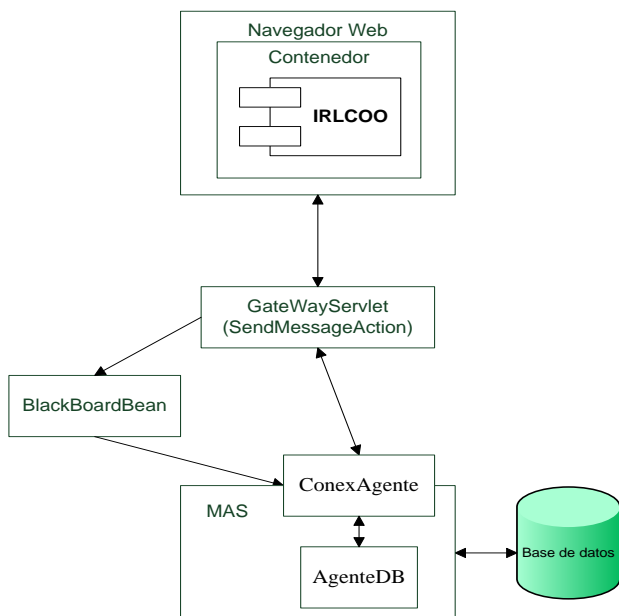 Navegador Web
Contenedor
IRLCOO
GateWayServlet
(SendMessageAction)
BlackBoardBean
ConexAgente
MAS
Base de datos
AgenteDB